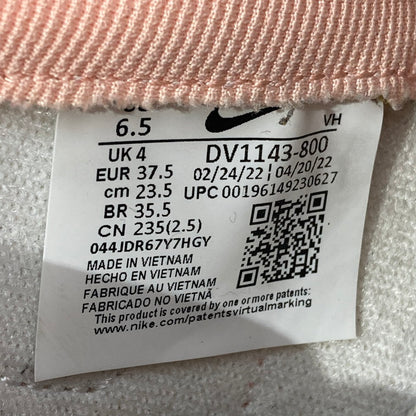 6.5
VH
UK 4
DV1143-800
EUR 37.5
02/24/22 04/20/22
cm 23.5
UPC 00196149230627
BR 35.5
CN 235(2.5)
044JDR67Y7HGY
MADE IN VIETNAM
HECHO EN VIETNAM
FABRIQUE AU VIETNAM
FABRICADO NO VIETNÃ
This product is covered by one or more patents:
www.nike.com/patentsvirtualmarking